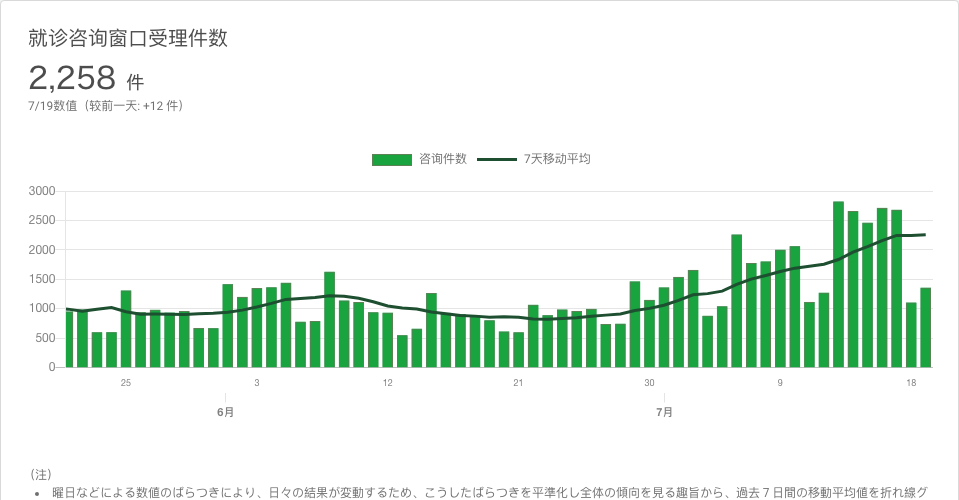 就诊咨询窗口受理件数
2,258 件
7/19数值（较前一天: +12 件）
咨询件数 7天移动平均
3000
2500
2000
1500
1000
500
0
25 3 12 21 30 9 18
6月 7月
（注）
• 曜日などによる数値のばらつきにより、日々の結果が変動するため、こうしたばらつきを平準化し全体の傾向を見る趣旨から、過去７日間の移動平均値を折れ線グ